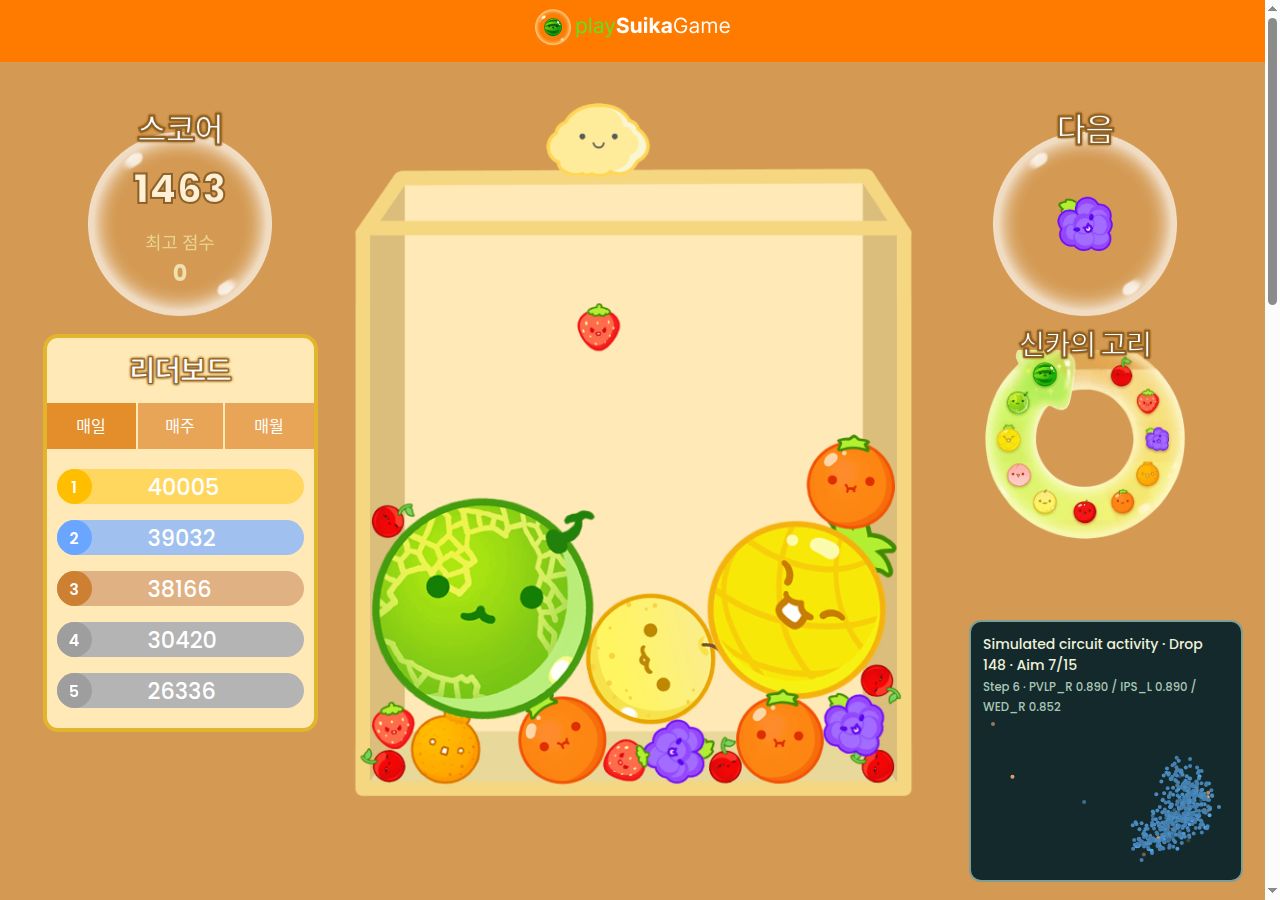 playSuikaGame
스코어
1463
최고 점수
0
다음
신카의 고리
리더보드
매일 매주 매월
1 40005
2 39032
3 38166
4 30420
5 26336
Simulated circuit activity · Drop
148 · Aim 7/15
Step 6 · PVLP_R 0.890 / IPS_L 0.890 /
WED_R 0.852